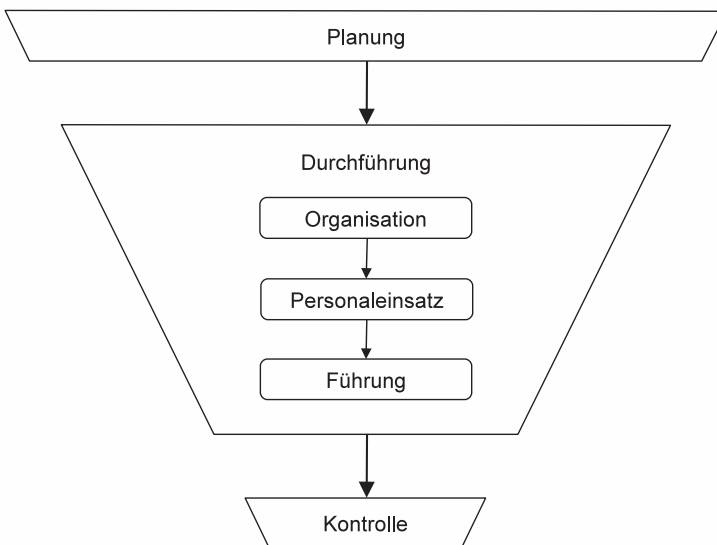 Planung
Durchführung
Organisation
Personaleinsatz
Führung
Kontrolle